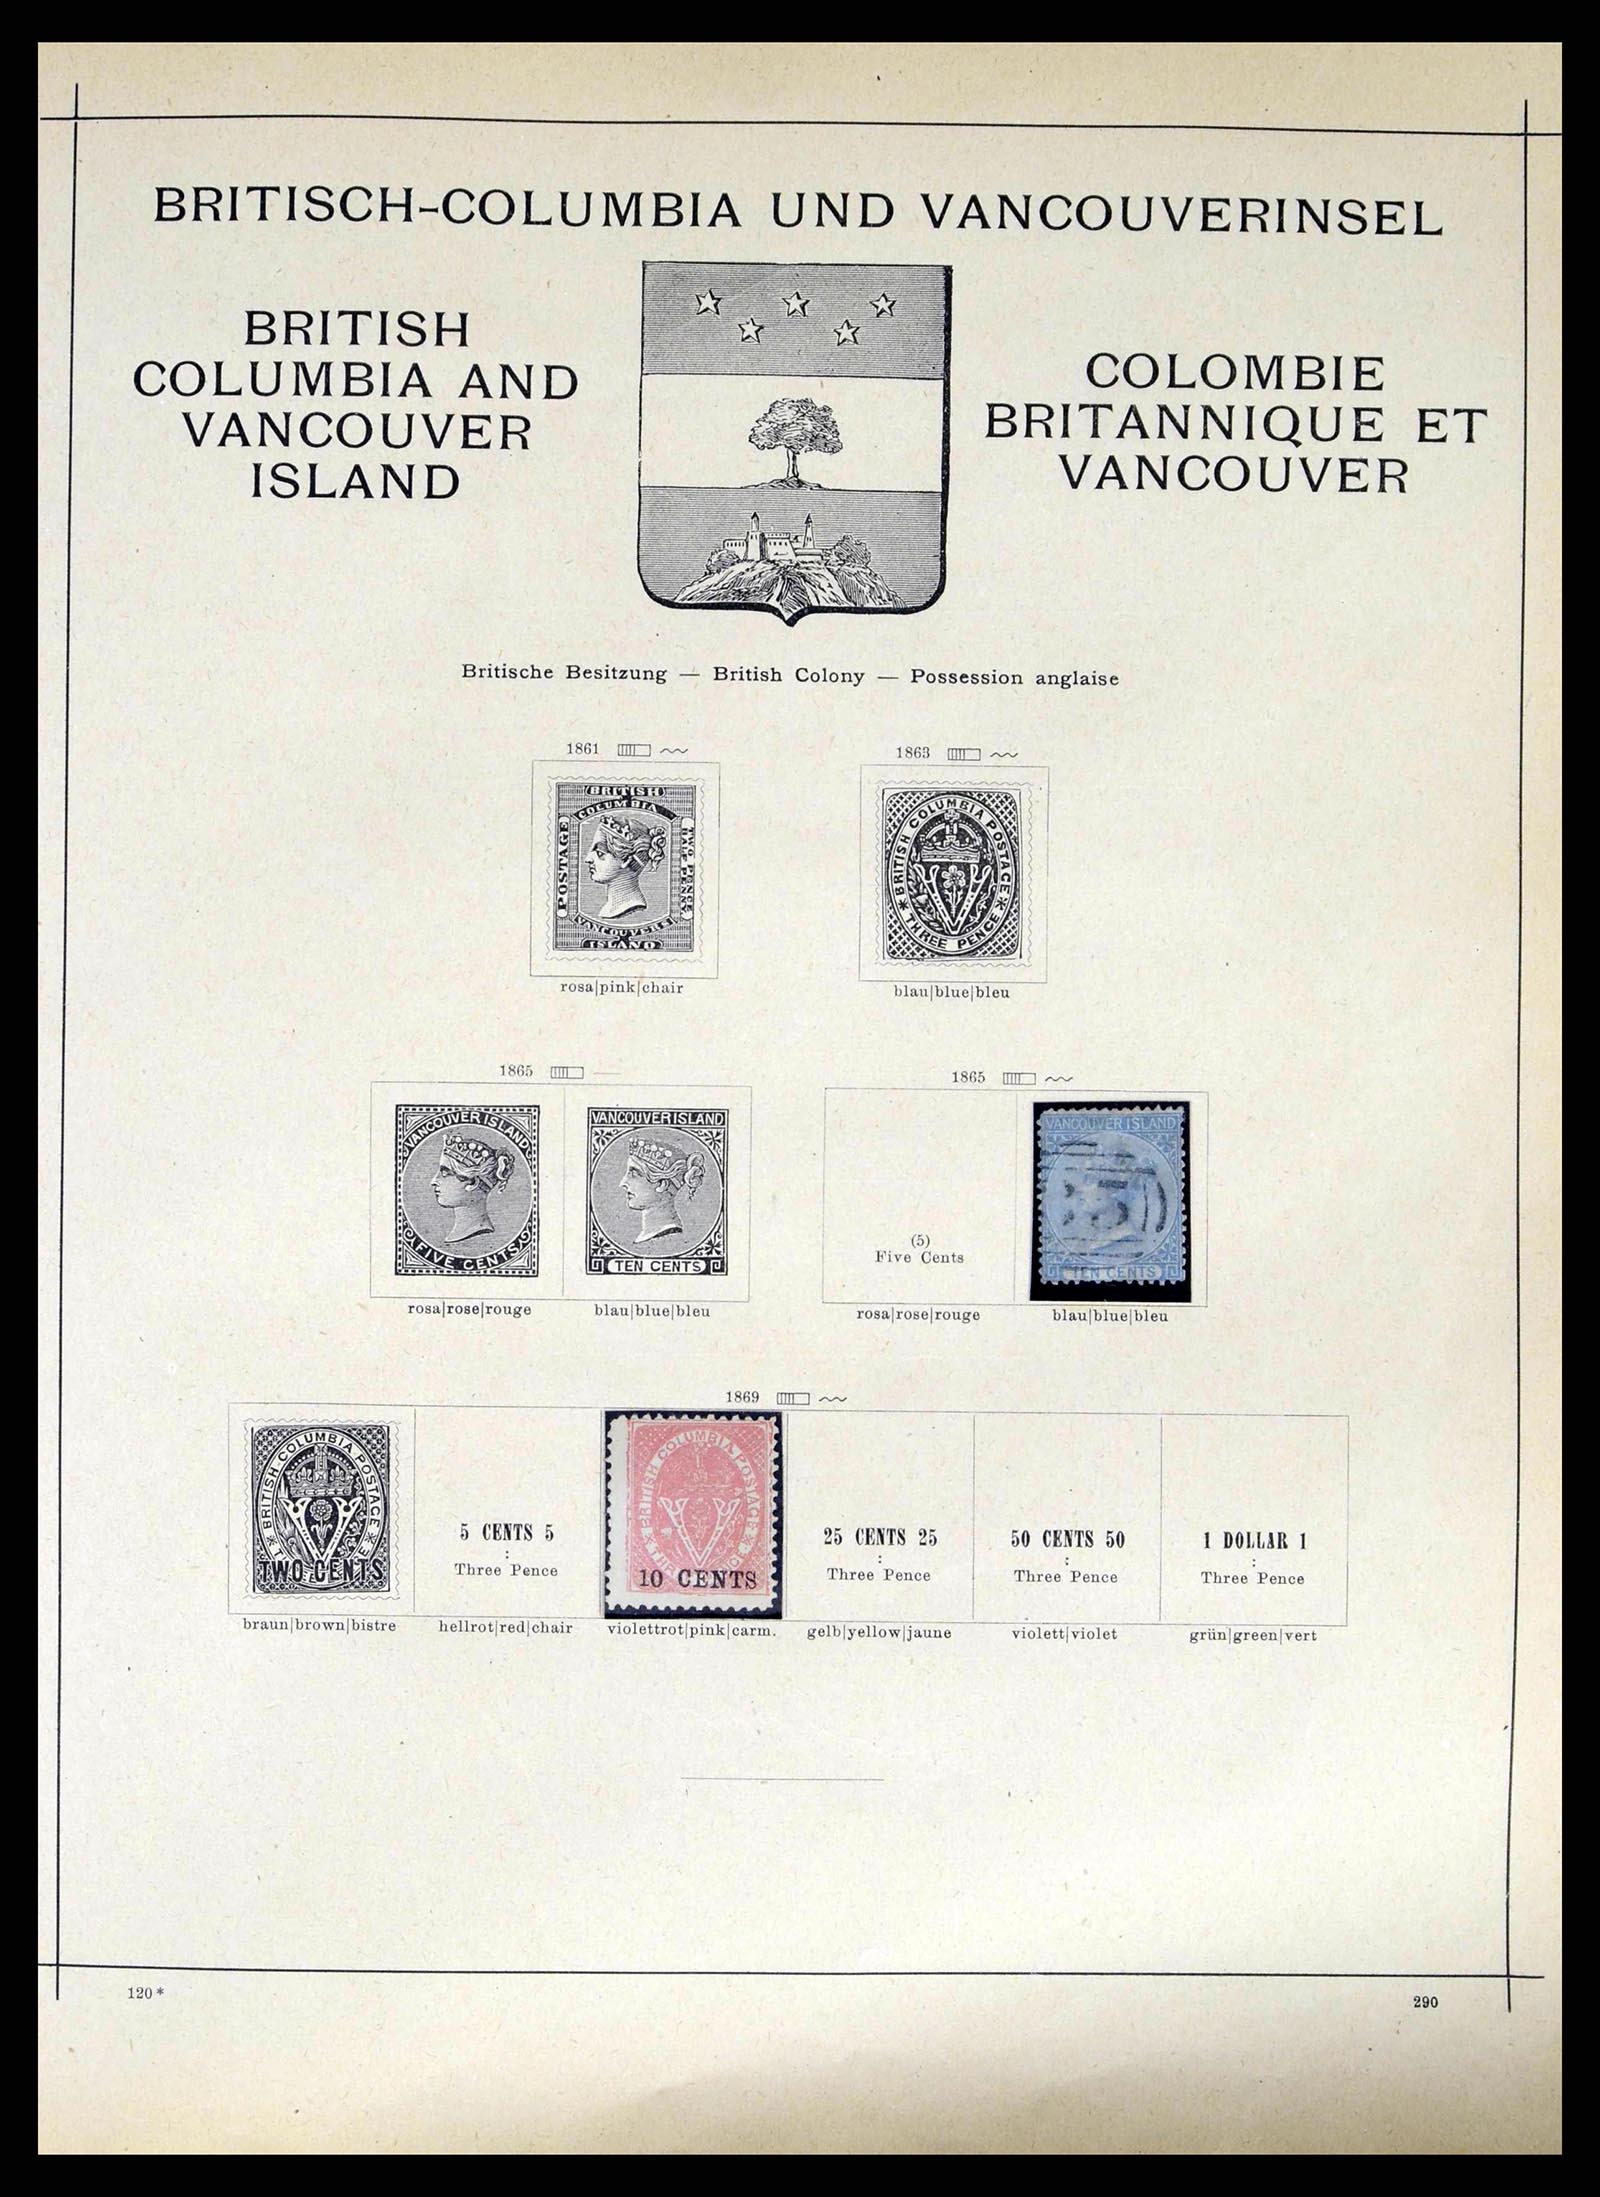 BRITISCH-COLUMBIA UND VANCOUVERINSEL
BRITISH
COLUMBIA AND
VANCOUVER
ISLAND
COLOMBIE
BRITANNIQUE ET
VANCOUVER
Britische Besitzung — British Colony — Possession anglaise
1861
1863
BRITISH
COLUMBIA
POSTAGE
TWO PENCE
HALF PENNY
VANCOUVERS
ISLAND
BRITISH COLUMBIA POSTAGE
THREE PENCE
rosa|pink|chair
blau|blue|bleu
1865
1865
VANCOUVER ISLAND
FIVE CENTS
VANCOUVER ISLAND
TEN CENTS
(5)
Five Cents
VANCOUVER ISLAND
35
TEN CENTS
rosa|rose|rouge
blau|blue|bleu
rosa|rose|rouge
blau|blue|bleu
1869
BRITISH COLUMBIA POSTAGE
TWO CENTS
5 CENTS 5
:
Three Pence
BRITISH COLUMBIA POSTAGE
10 CENTS
25 CENTS 25
:
Three Pence
50 CENTS 50
:
Three Pence
1 DOLLAR 1
:
Three Pence
braun|brown|bistre
hellrot|red|chair
violettrot|pink|carm.
gelb|yellow|jaune
violett|violet
grün|green|vert
120*
290